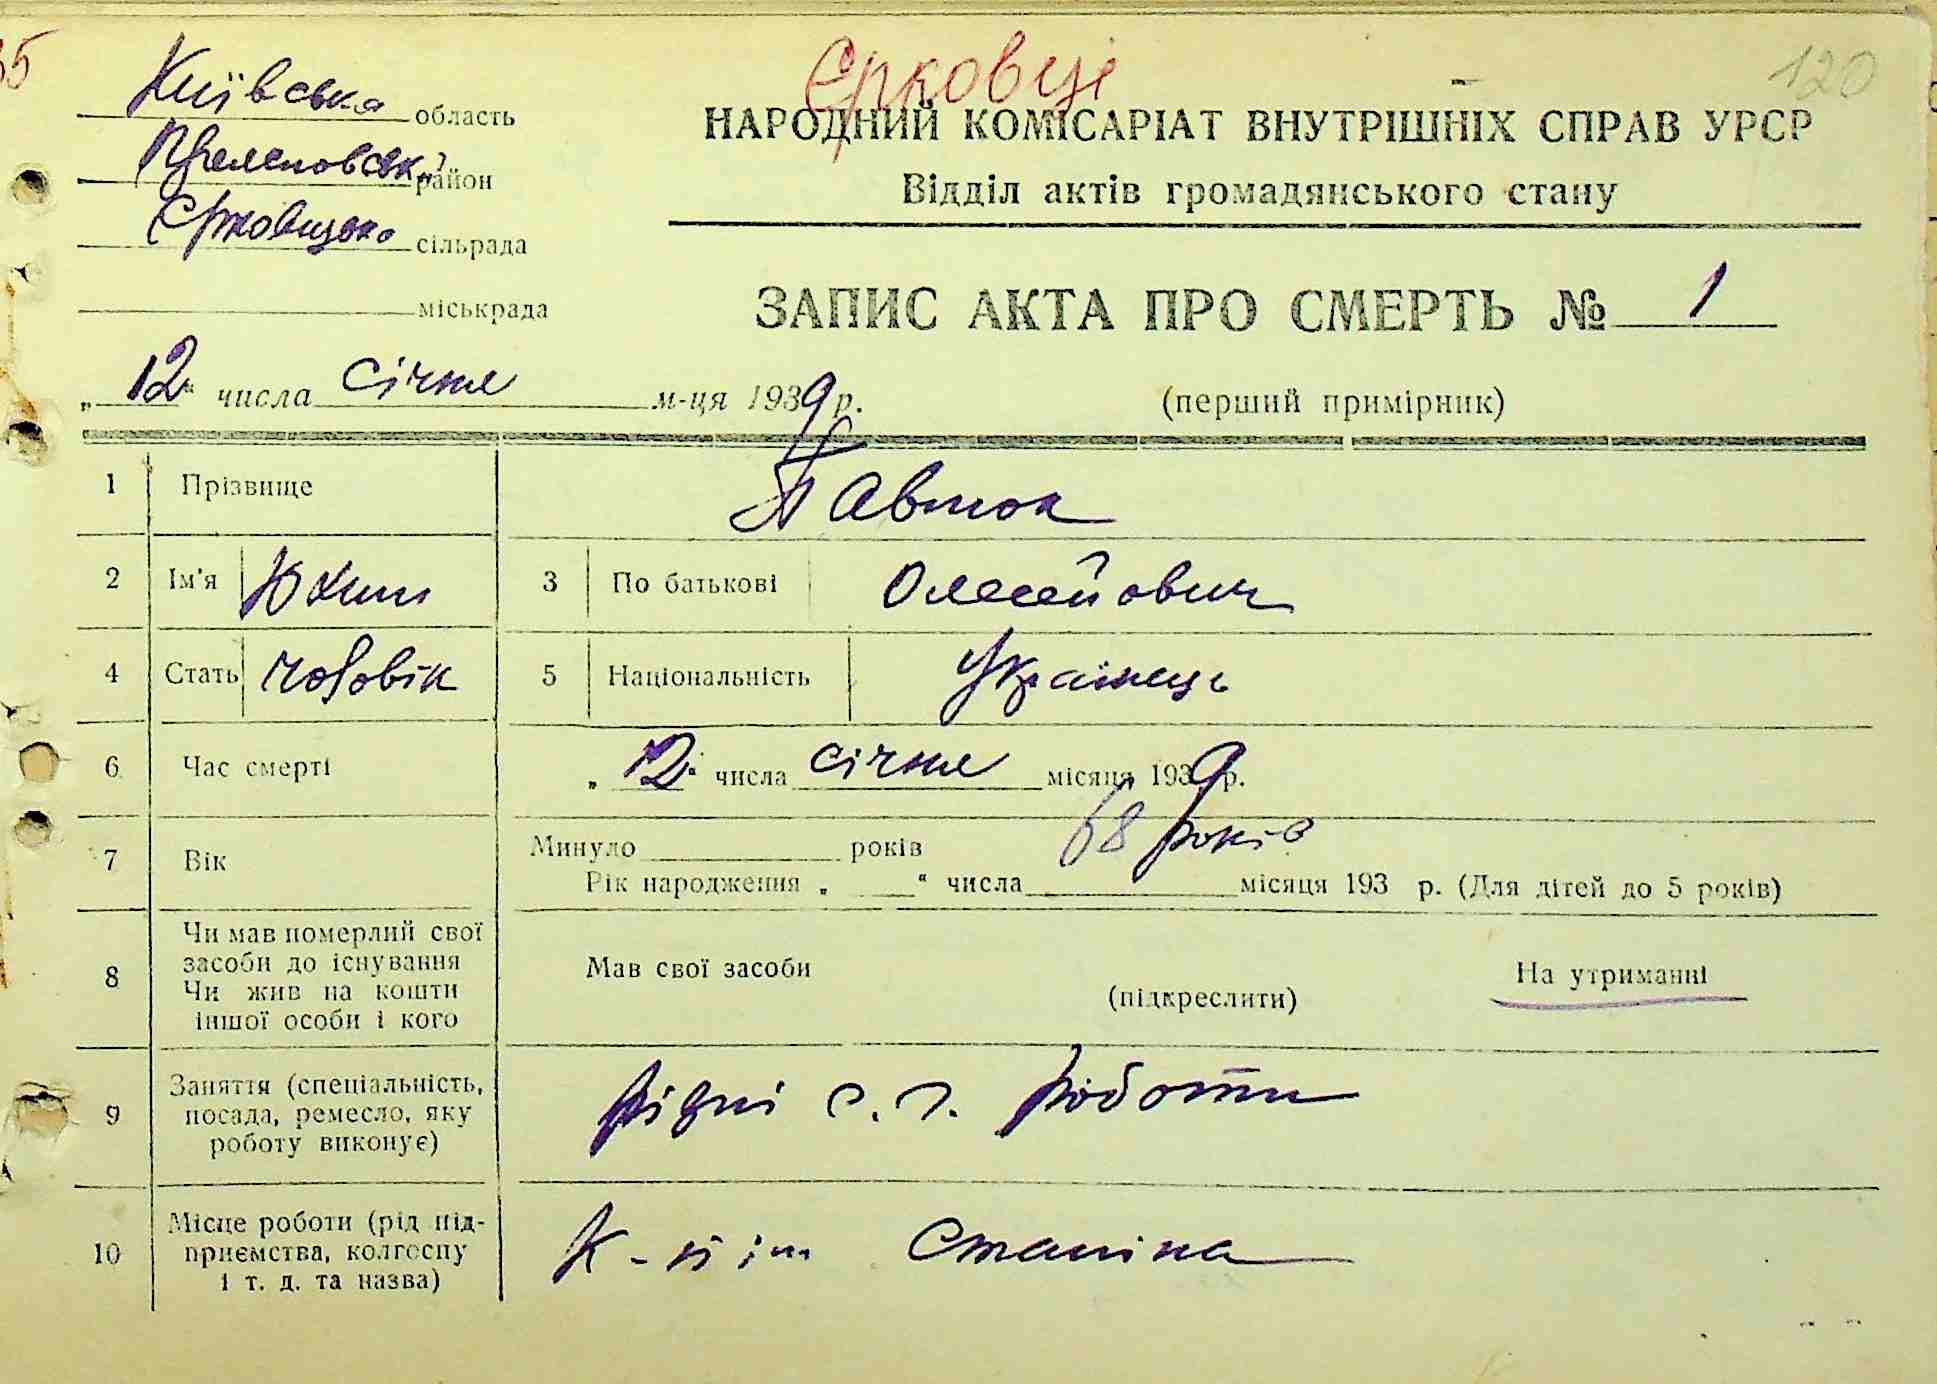 35
Єрковці
120
Київська область
район
Єрковецька сільрада
міськрада
НАРОДНИЙ КОМІСАРІАТ ВНУТРІШНІХ СПРАВ УРСР
Відділ актів громадянського стану
ЗАПИС АКТА ПРО СМЕРТЬ № 1
„12“ числа січня м-ця 1939 р.
(перший примірник)
1 Прізвище Павлюк
2 Ім'я Юхим 3 По батькові Олексійович
4 Стать чоловік 5 Національність Українець
6 Час смерті „12“ числа січня місяця 1939 р.
7 Вік Минуло років 68 років
Рік народження „ “ числа місяця 193 р. (Для дітей до 5 років)
8 Чи мав померлий свої засоби до існування
Чи жив на кошти іншої особи і кого
Мав свої засоби (підкреслити) На утриманні
9 Заняття (спеціальність, посада, ремесло, яку роботу виконує) різні с. г. роботи
10 Місце роботи (рід підприємства, колгоспу і т. д. та назва) К-п ім Сталіна